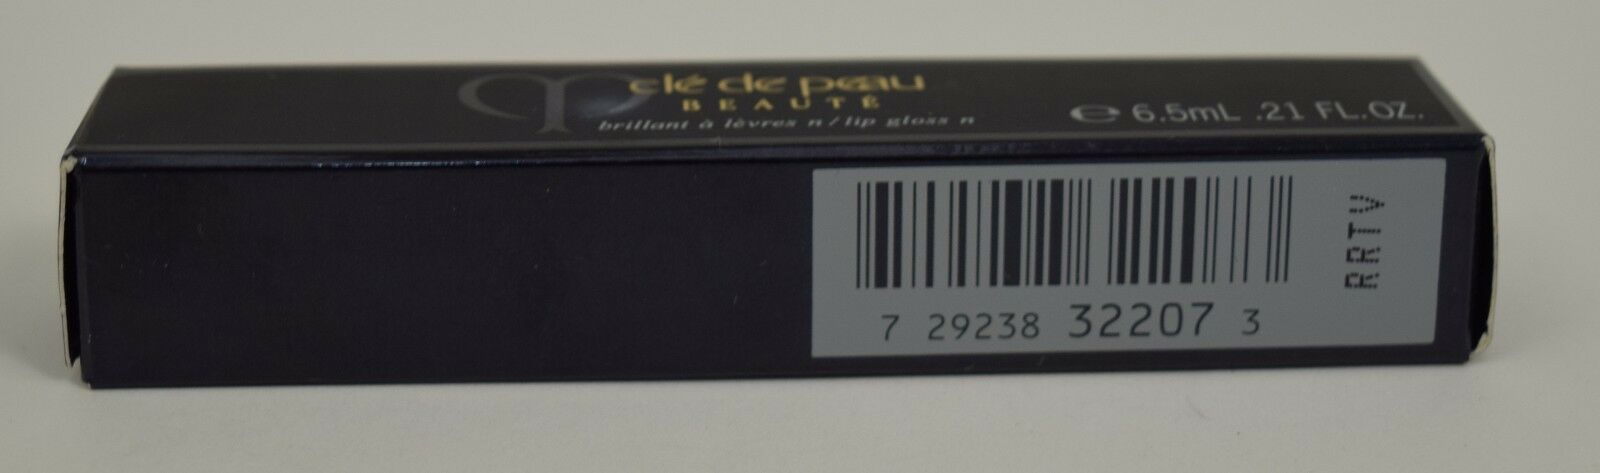 clé de peau
BEAUTÉ
brillant à lèvres n/lip gloss n
℮ 6.5mL .21 FL.OZ.
7 29238 32207 3
RRTV